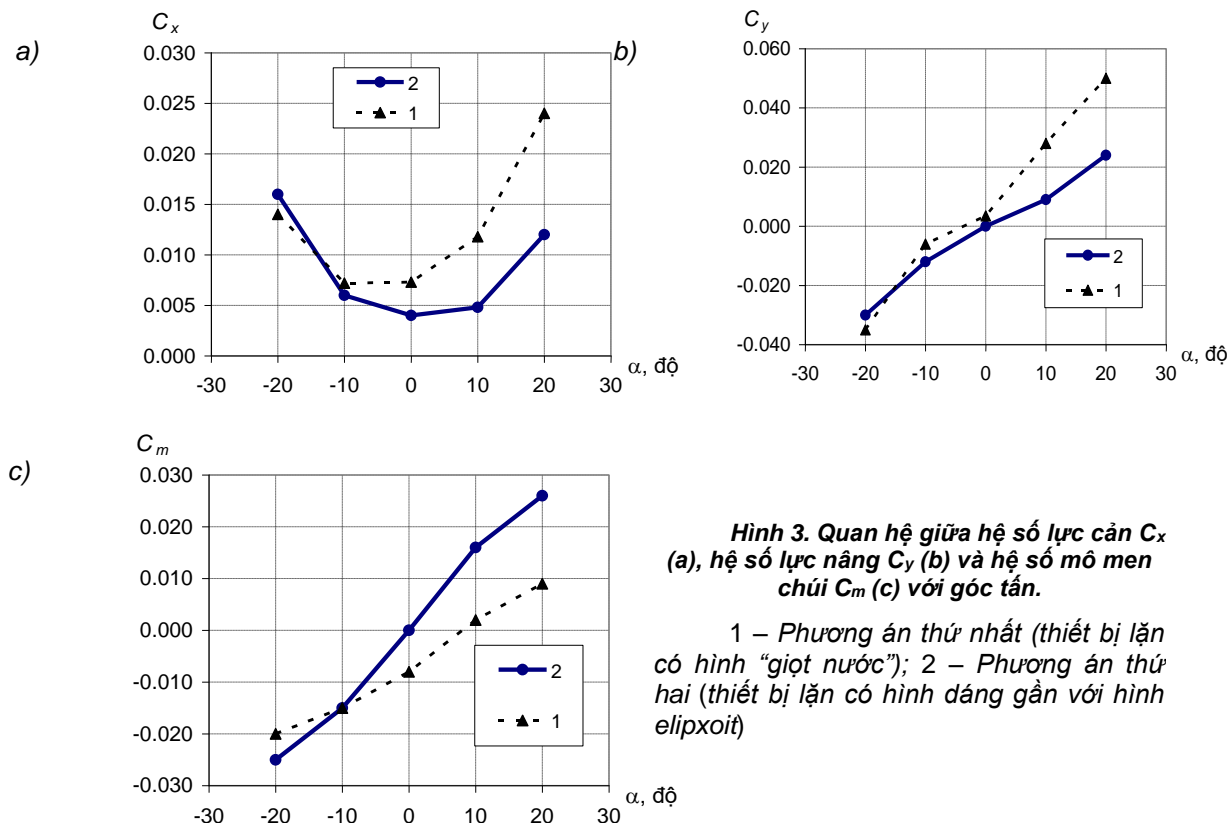 a)
C x
0.030
0.025
0.020
0.015
0.010
0.005
0.000
-30 -20 -10 0 10 20 30
α, độ
2
1
b)
C y
0.060
0.040
0.020
0.000
-0.020
-0.040
-30 -20 -10 0 10 20 30
α, độ
2
1
c)
C m
0.030
0.020
0.010
0.000
-0.010
-0.020
-0.030
-30 -20 -10 0 10 20 30
α, độ
2
1
Hình 3. Quan hệ giữa hệ số lực cản Cx
(a), hệ số lực nâng Cy (b) và hệ số mô men
chúi Cm (c) với góc tấn.
1 – Phương án thứ nhất (thiết bị lặn
có hình “giọt nước”); 2 – Phương án thứ
hai (thiết bị lặn có hình dáng gần với hình
elipxoit)